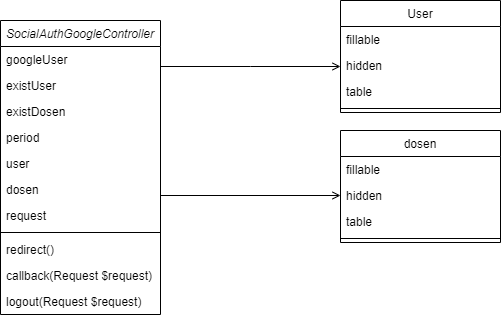 SocialAuthGoogleController
googleUser
existUser
existDosen
period
user
dosen
request
redirect()
callback(Request $request)
logout(Request $request)
User
fillable
hidden
table
dosen
fillable
hidden
table